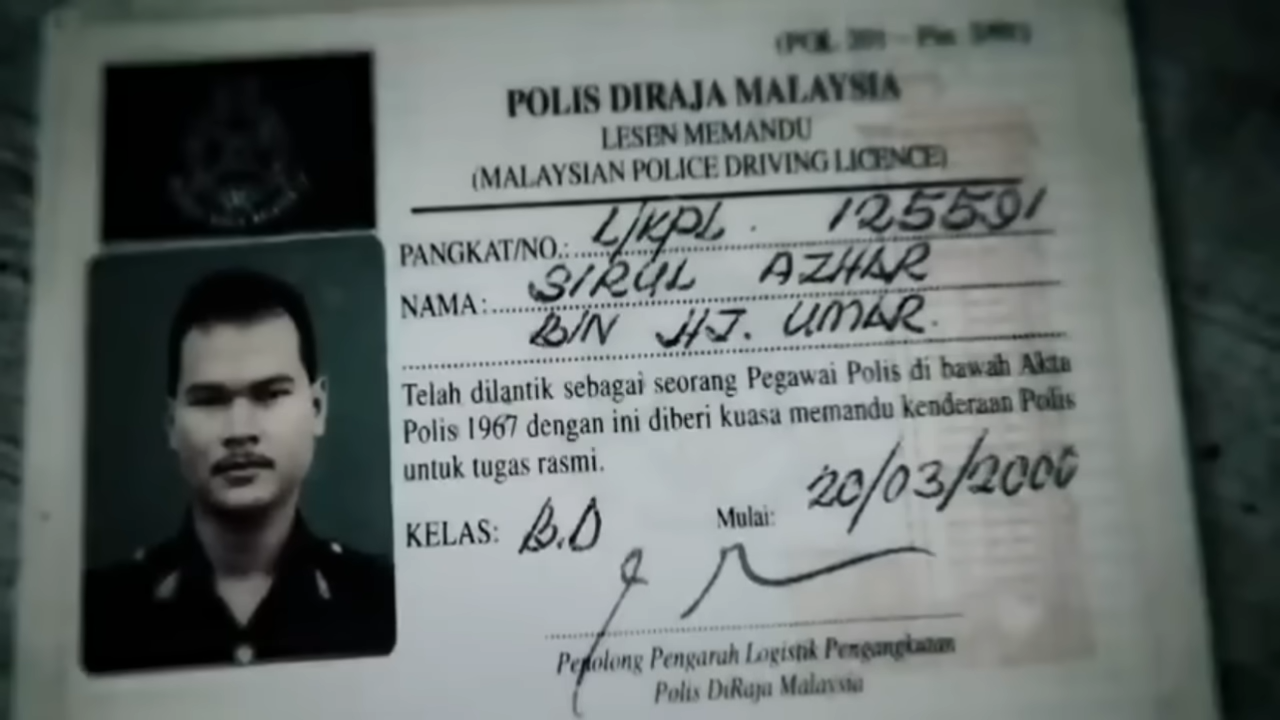 POLIS DIRAJA MALAYSIA
LESEN MEMANDU
(MALAYSIAN POLICE DRIVING LICENCE)
PANGKAT/NO.: L/KPL. 125591
NAMA: SIRUL AZHAR
BIN HJ. UMAR.
Telah dilantik sebagai seorang Pegawai Polis di bawah Akta
Polis 1967 dengan ini diberi kuasa memandu kenderaan Polis
untuk tugas rasmi.
KELAS: B.D Mulai: 20/03/2000
Penolong Pengarah Logistik Pengangkutan
Polis DiRaja Malaysia